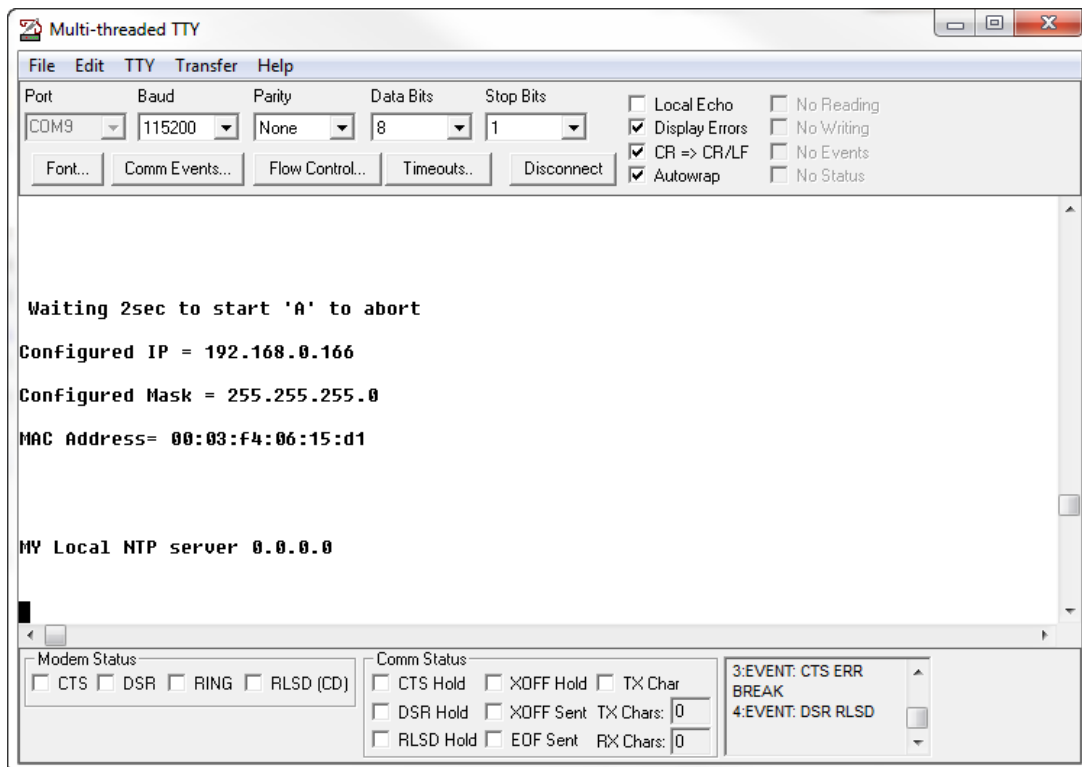 Multi-threaded TTY
File Edit TTY Transfer Help
Port Baud Parity Data Bits Stop Bits
COM9 115200 None 8 1
Local Echo No Reading
Display Errors No Writing
CR => CR/LF No Events
Autowrap No Status
Font... Comm Events... Flow Control... Timeouts.. Disconnect
Waiting 2sec to start 'A' to abort
Configured IP = 192.168.0.166
Configured Mask = 255.255.255.0
MAC Address= 00:03:f4:06:15:d1
MY Local NTP server 0.0.0.0
Modem Status
CTS DSR RING RLSD (CD)
Comm Status
CTS Hold XOFF Hold TX Char
DSR Hold XOFF Sent TX Chars: 0
RLSD Hold EOF Sent RX Chars: 0
3:EVENT: CTS ERR
BREAK
4:EVENT: DSR RLSD